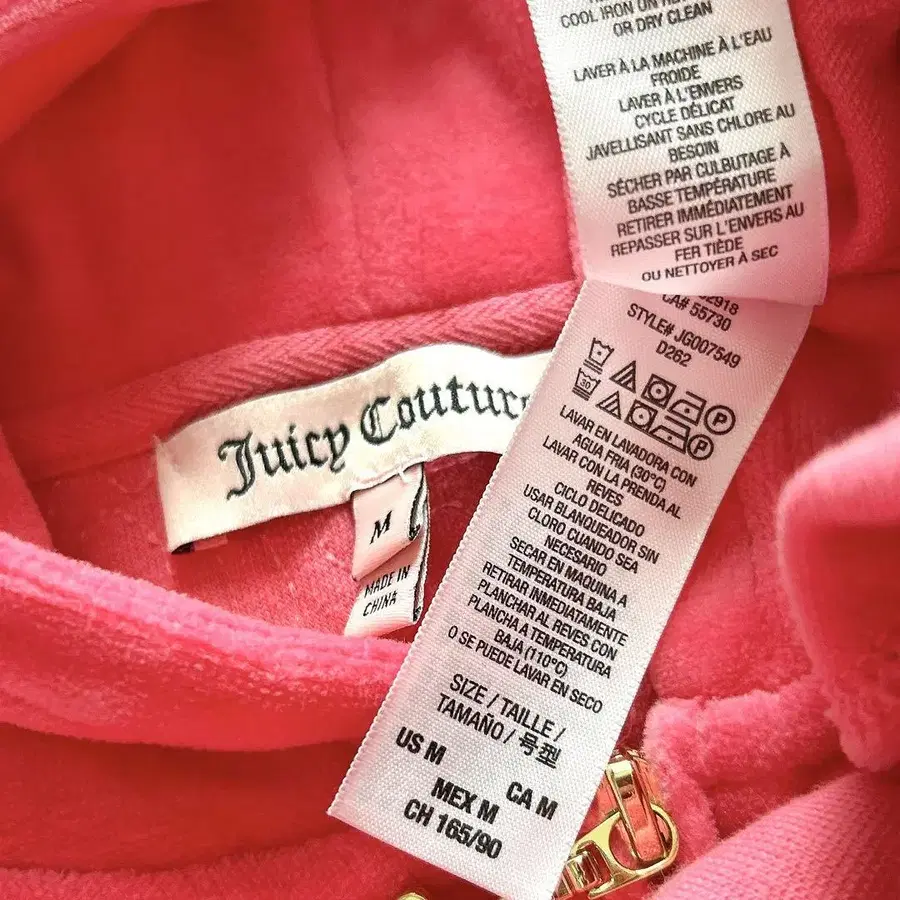 COOL IRON ON
OR DRY CLEAN
LAVER À LA MACHINE À L'EAU
FROIDE
LAVER À L'ENVERS
CYCLE DÉLICAT
JAVELLISANT SANS CHLORE AU
BESOIN
SÉCHER PAR CULBUTAGE À
BASSE TEMPÉRATURE
RETIRER IMMÉDIATEMENT
REPASSER SUR L'ENVERS AU
FER TIÈDE
OU NETTOYER À SEC
CA# 55730
STYLE# JG007549
D262
30
P
P
LAVAR EN LAVADORA CON
AGUA FRIA (30°C)
LAVAR CON LA PRENDA AL
REVES
CICLO DELICADO
USAR BLANQUEADOR SIN
CLORO CUANDO SEA
NECESARIO
SECAR EN MAQUINA A
TEMPERATURA BAJA
RETIRAR INMEDIATAMENTE
PLANCHAR AL REVES CON
PLANCHA A TEMPERATURA
BAJA (110°C)
O SE PUEDE LAVAR EN SECO
SIZE / TAILLE /
TAMAÑO / 号型
US M
CA M
MEX M
CH 165/90
Juicy Couture
M
MADE IN
CHINA